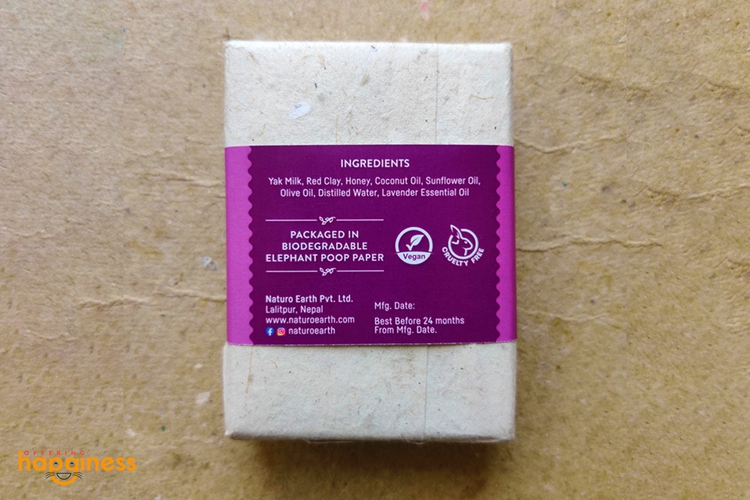 INGREDIENTS
Yak Milk, Red Clay, Honey, Coconut Oil, Sunflower Oil,
Olive Oil, Distilled Water, Lavender Essential Oil
PACKAGED IN
BIODEGRADABLE
ELEPHANT POOP PAPER
Vegan
CRUELTY FREE
Naturo Earth Pvt. Ltd.
Lalitpur, Nepal
www.naturoearth.com
naturoearth
Mfg. Date:
Best Before 24 months
From Mfg. Date.
OFFERING
happiness